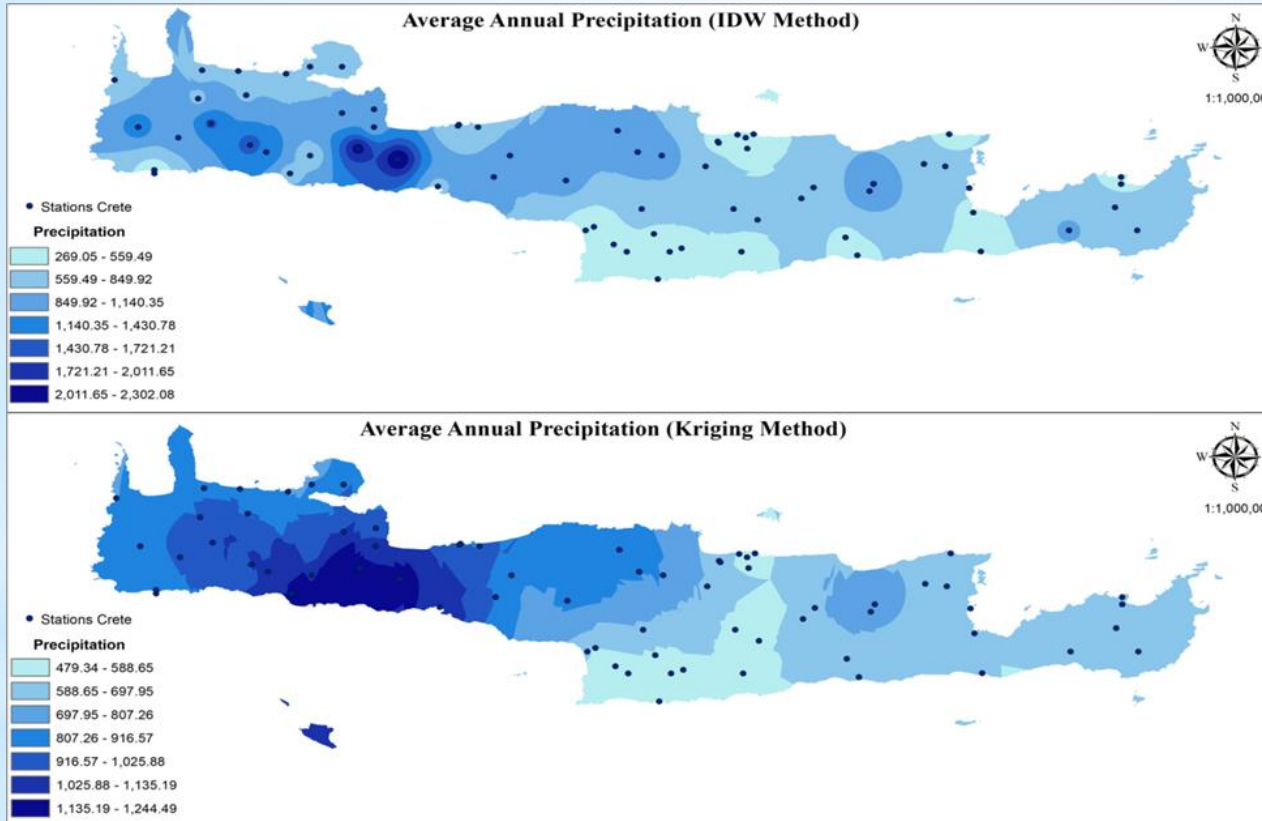 Average Annual Precipitation (IDW Method)
N
W E
S
1:1,000,00
Stations Crete
Precipitation
269.05 - 559.49
559.49 - 849.92
849.92 - 1,140.35
1,140.35 - 1,430.78
1,430.78 - 1,721.21
1,721.21 - 2,011.65
2,011.65 - 2,302.08
Average Annual Precipitation (Kriging Method)
N
W E
S
1:1,000,00
Stations Crete
Precipitation
479.34 - 588.65
588.65 - 697.95
697.95 - 807.26
807.26 - 916.57
916.57 - 1,025.88
1,025.88 - 1,135.19
1,135.19 - 1,244.49